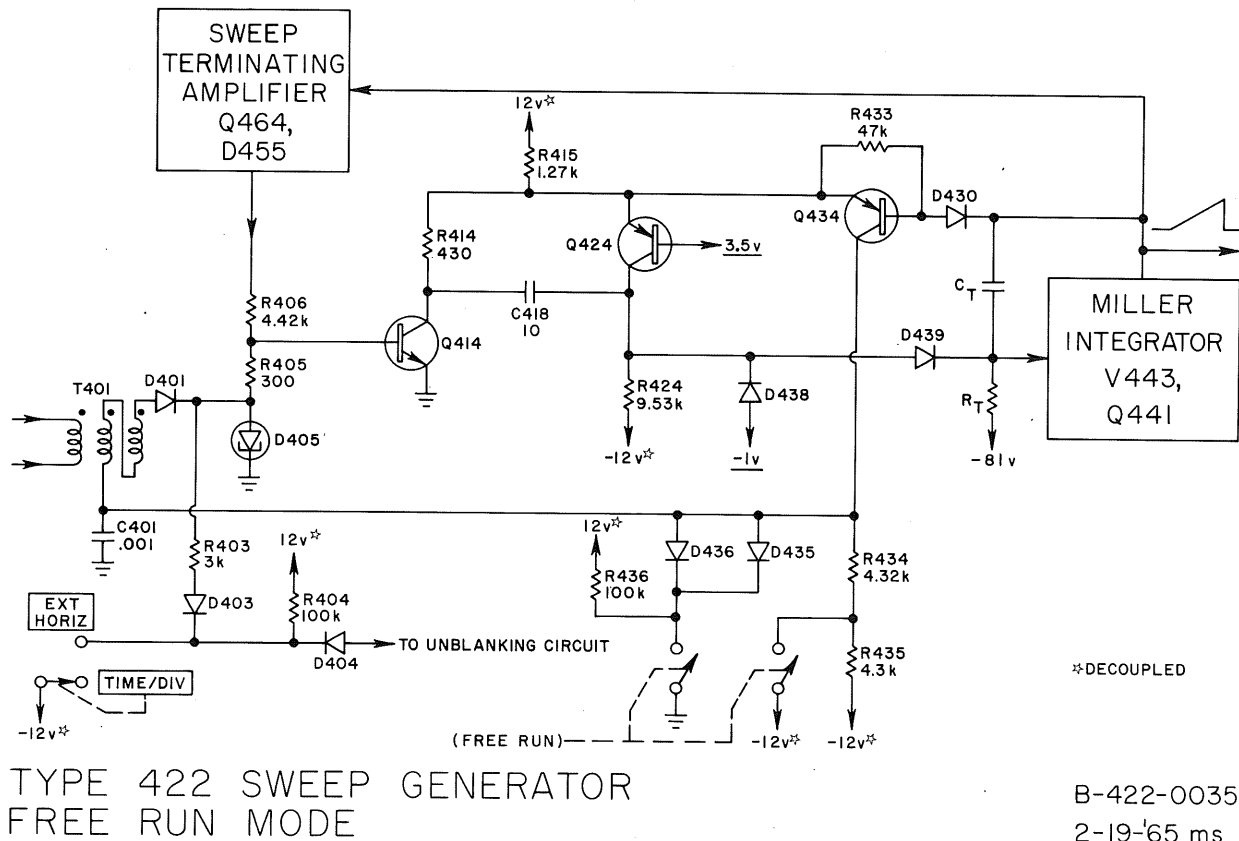 SWEEP
TERMINATING
AMPLIFIER
Q464,
D455
12v☆
R415
1.27k
R433
47k
Q434
D430
R414
430
Q424
3.5v
C418
10
R406
4.42k
Q414
R405
300
T401
D401
D405
R424
9.53k
-12v☆
D438
-1v
D439
CT
RT
-81v
MILLER
INTEGRATOR
V443,
Q441
C401
.001
R403
3k
D403
12v☆
R404
100k
D404
TO UNBLANKING CIRCUIT
EXT
HORIZ
TIME/DIV
-12v☆
12v☆
R436
100k
D436
D435
R434
4.32k
R435
4.3k
(FREE RUN)
-12v☆
-12v☆
☆DECOUPLED
TYPE 422 SWEEP GENERATOR
FREE RUN MODE
B-422-0035
2-19-'65 ms